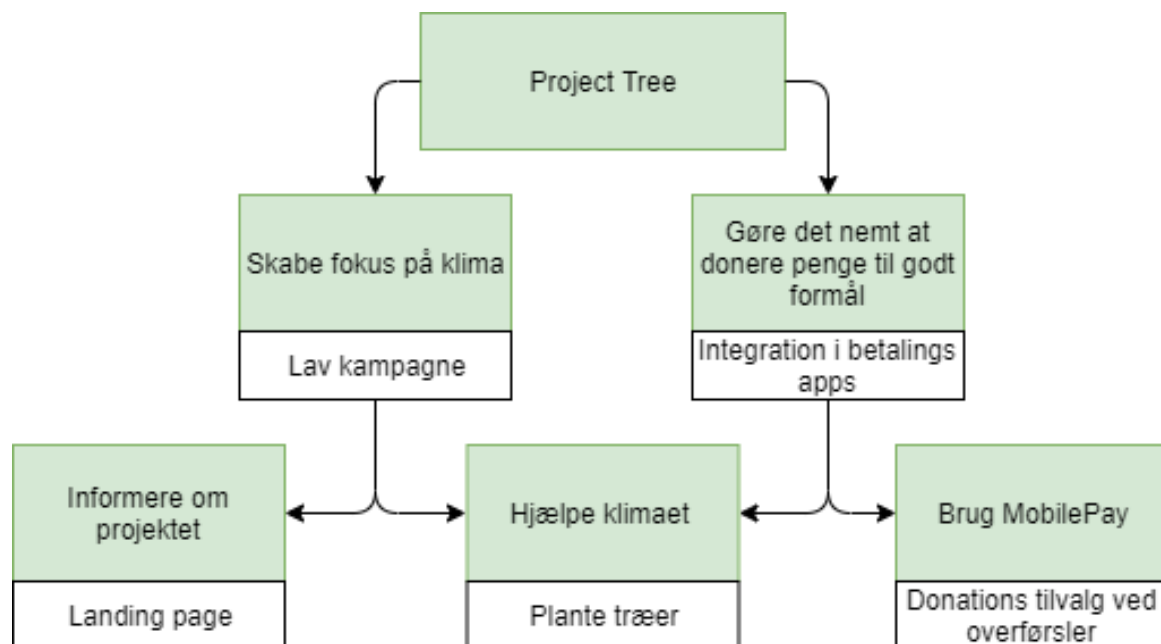 Project Tree
Skabe fokus på klima
Lav kampagne
Gøre det nemt at
donere penge til godt
formål
Integration i betalings
apps
Informere om
projektet
Landing page
Hjælpe klimaet
Plante træer
Brug MobilePay
Donations tilvalg ved
overførsler